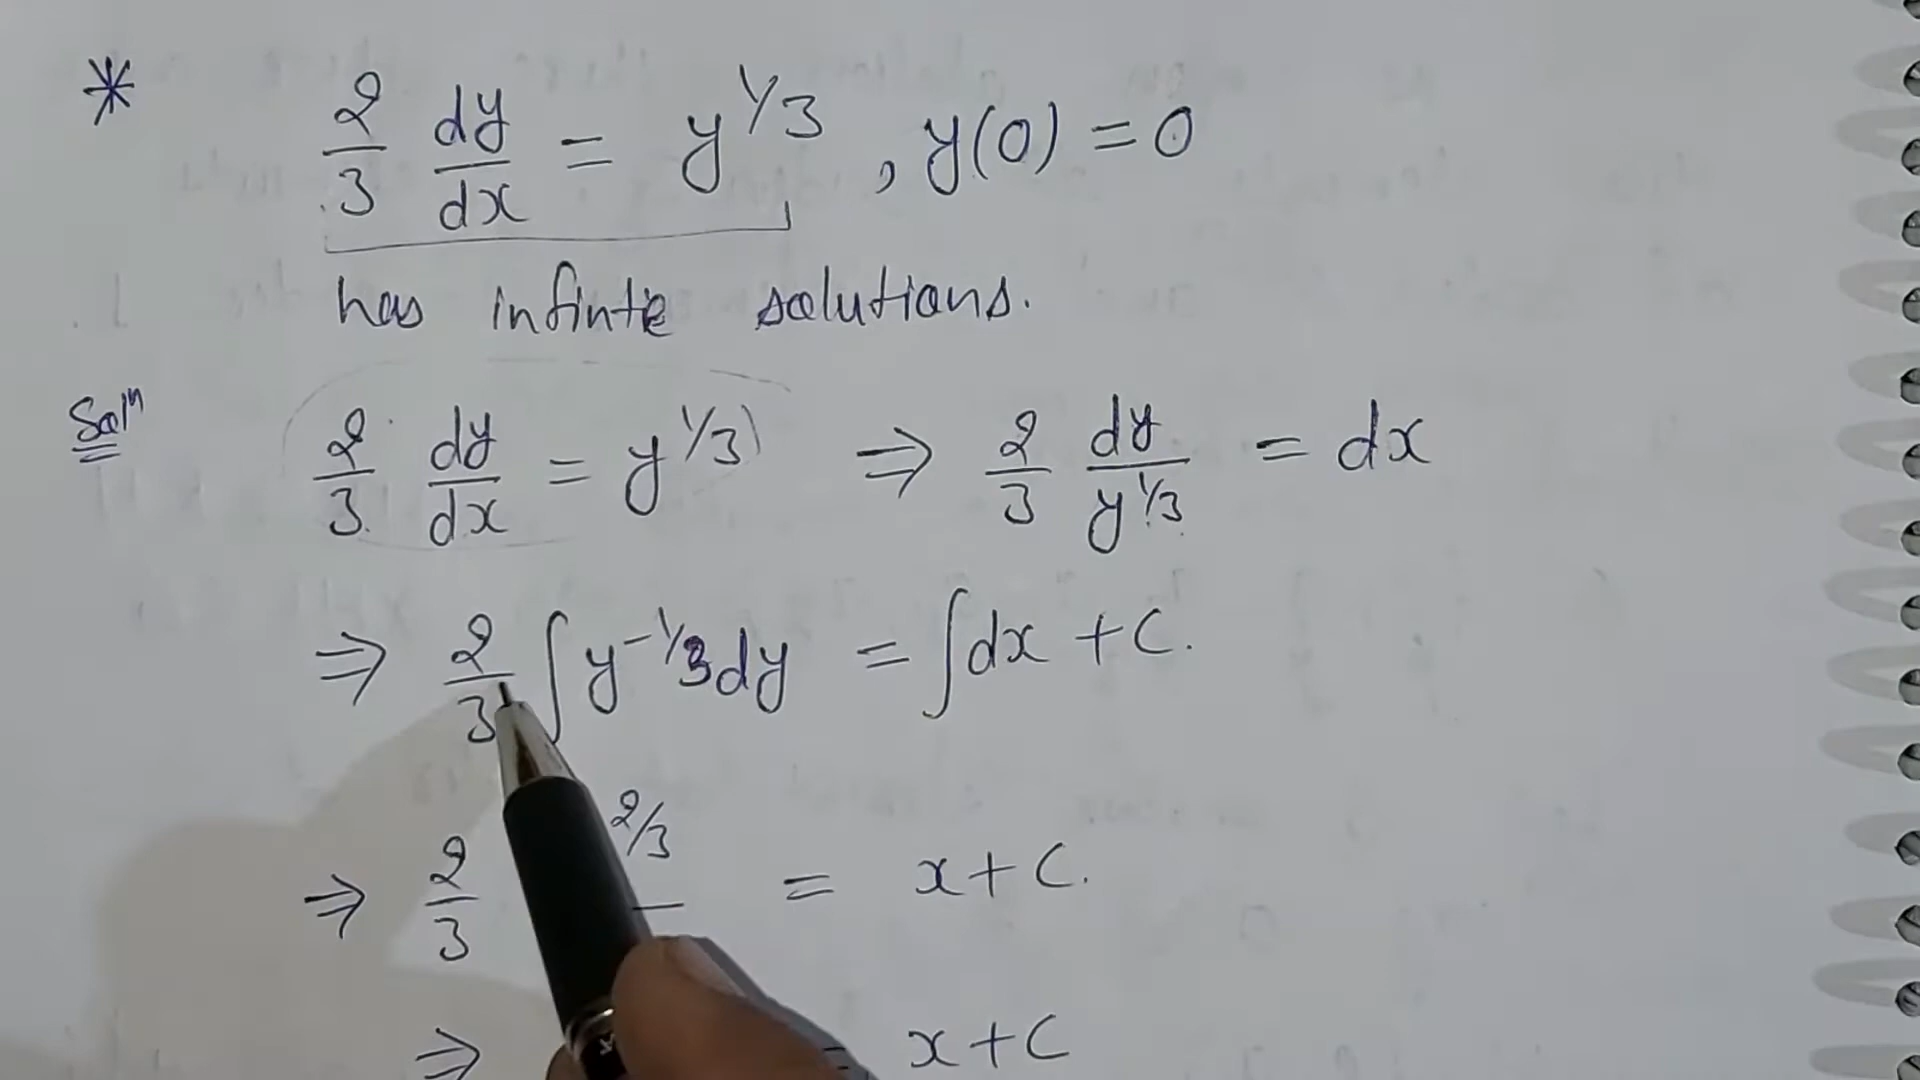 * 2/3 dy/dx = y^1/3 , y(0) = 0
has infinte solutions.
Solⁿ 2/3 dy/dx = y^1/3 ⇒ 2/3 dy/y^1/3 = dx
⇒ 2/3 ∫ y^-1/3 dy = ∫ dx + C.
⇒ 2/3 2/3 = x + C.
⇒ = x + C